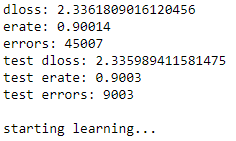 dloss: 2.3361809016120456
erate: 0.90014
errors: 45007
test dloss: 2.335989411581475
test erate: 0.9003
test errors: 9003
starting learning...